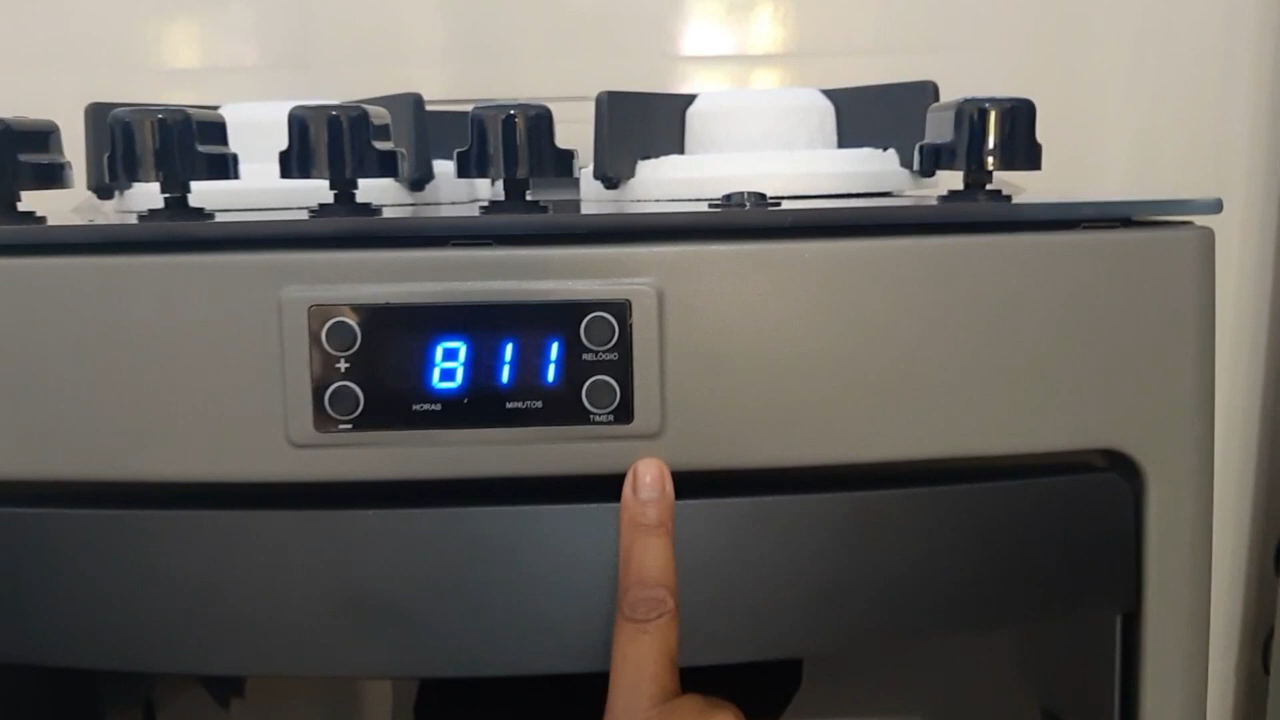 +
8 11
RELÓGIO
HORAS
MINUTOS
-
TIMER